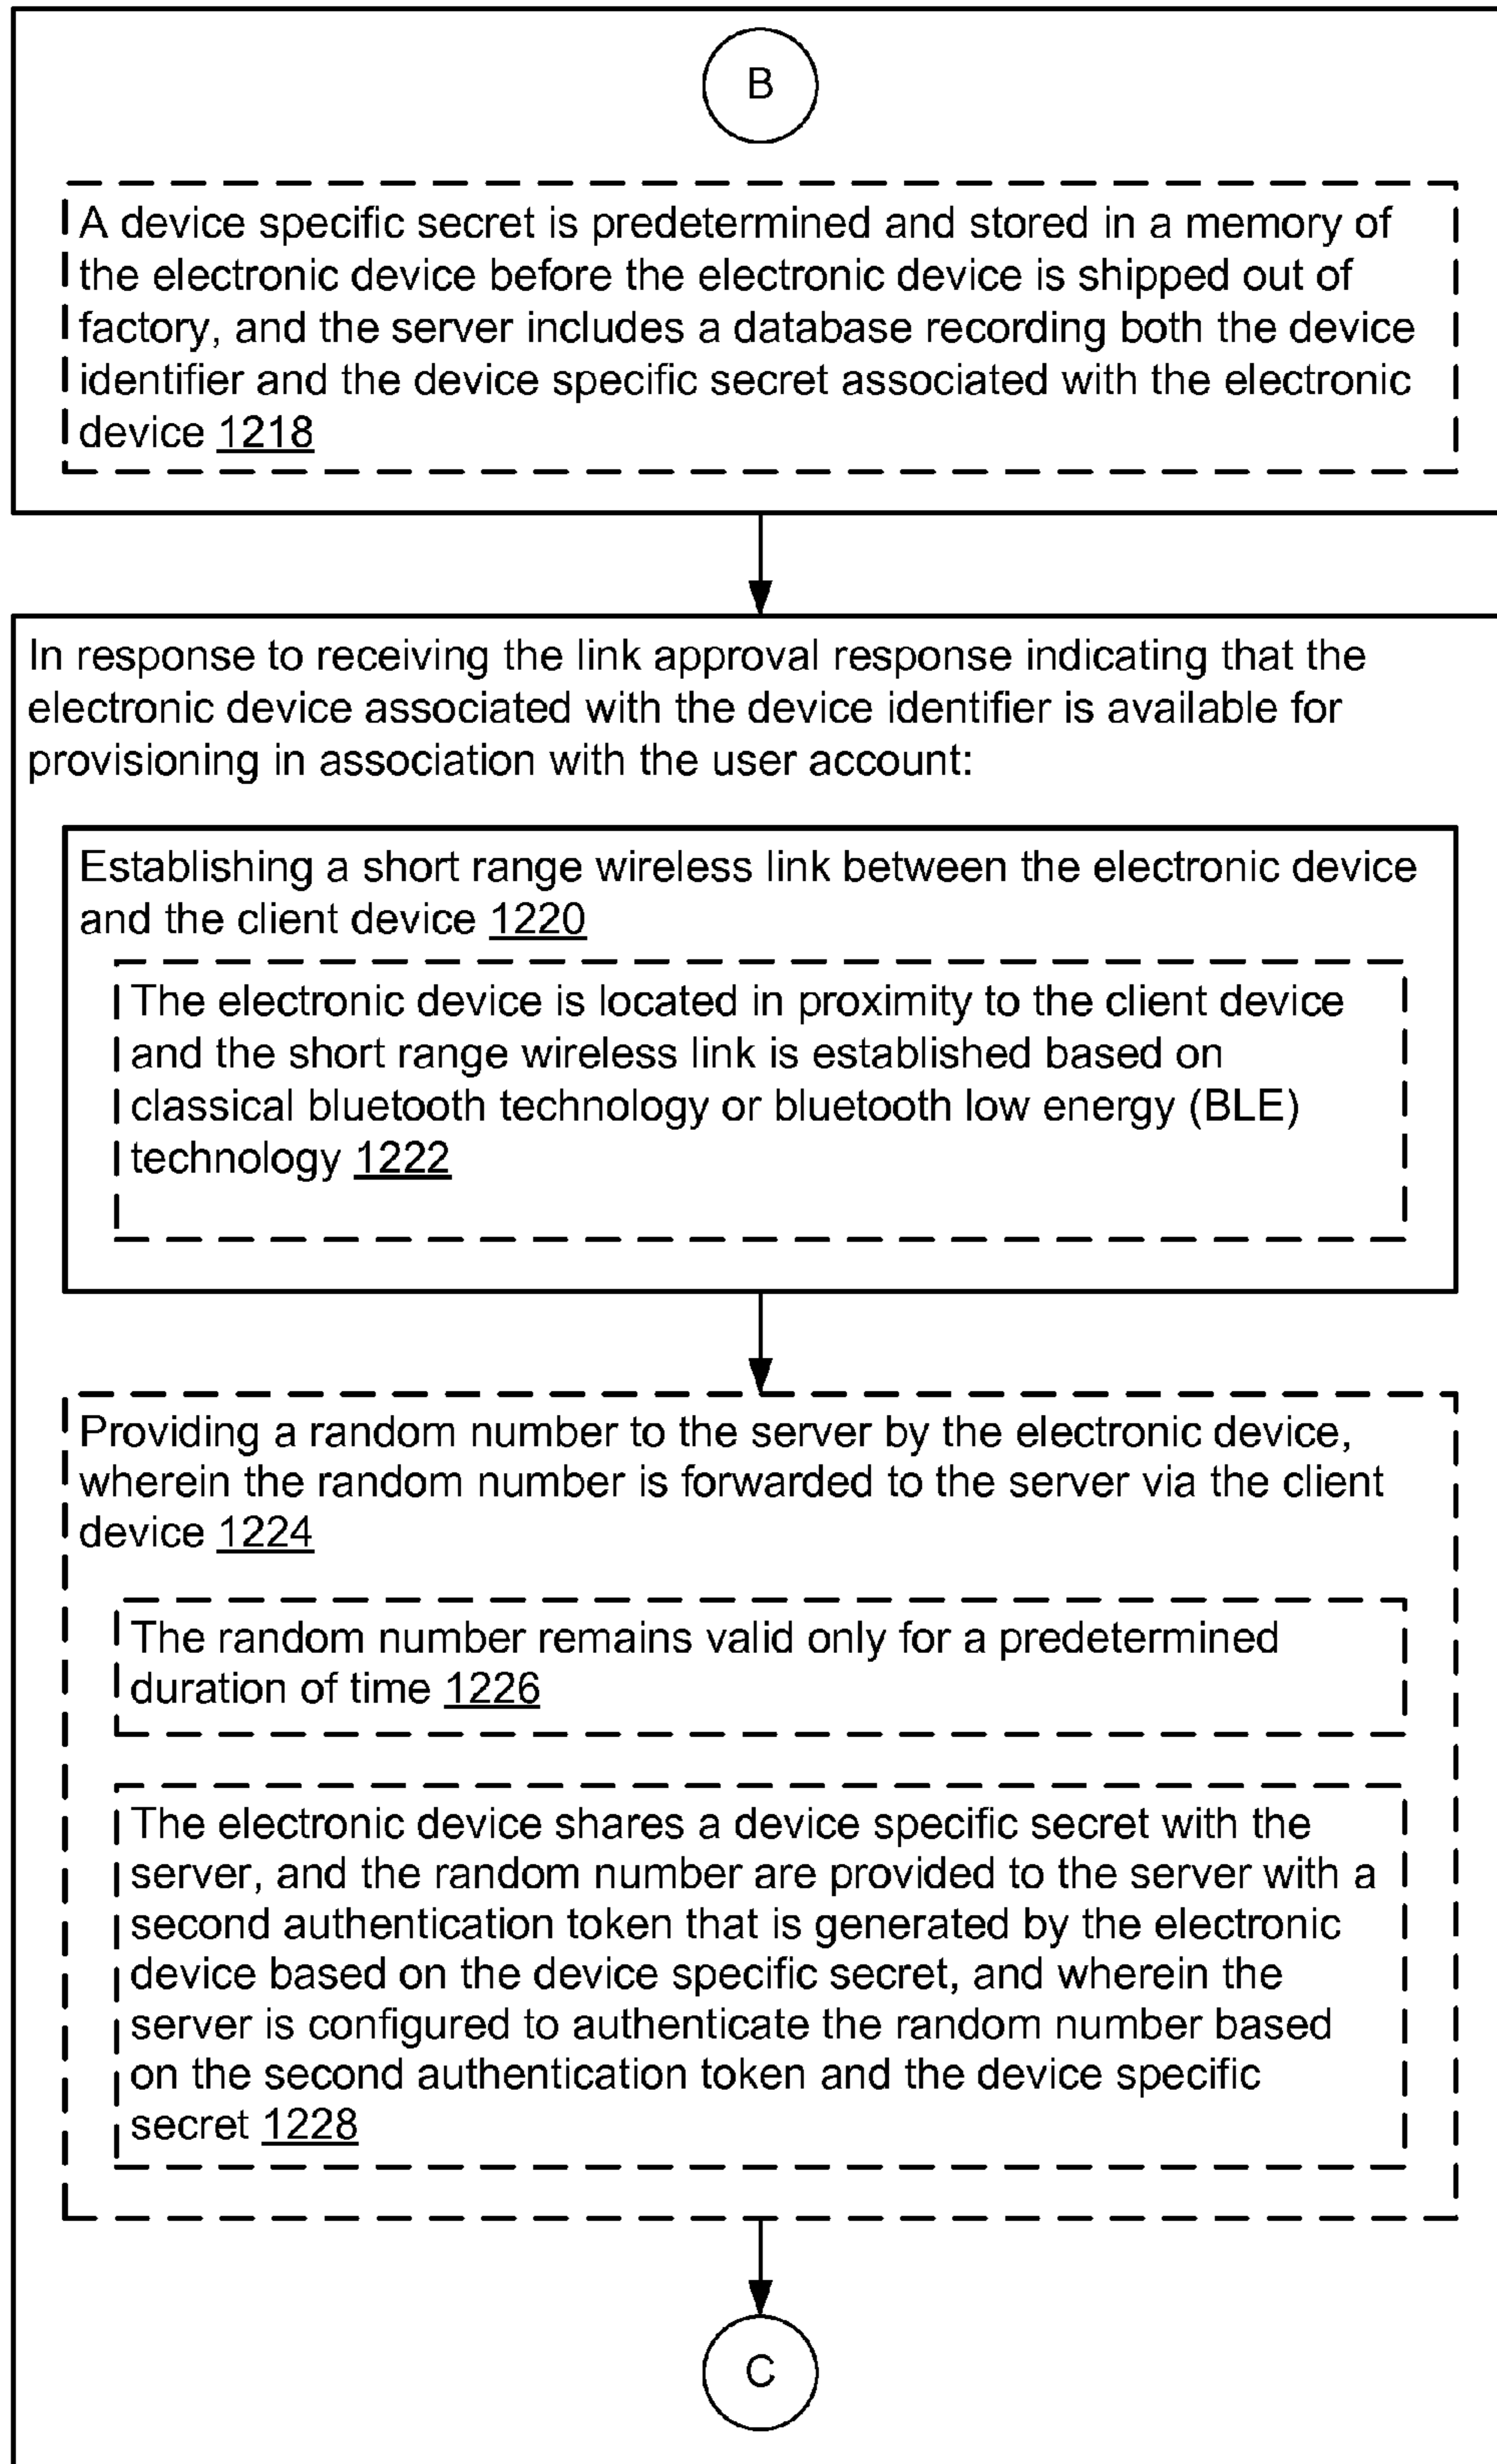 B
A device specific secret is predetermined and stored in a memory of
the electronic device before the electronic device is shipped out of
factory, and the server includes a database recording both the device
identifier and the device specific secret associated with the electronic
device 1218
In response to receiving the link approval response indicating that the
electronic device associated with the device identifier is available for
provisioning in association with the user account:
Establishing a short range wireless link between the electronic device
and the client device 1220
The electronic device is located in proximity to the client device
and the short range wireless link is established based on
classical bluetooth technology or bluetooth low energy (BLE)
technology 1222
Providing a random number to the server by the electronic device,
wherein the random number is forwarded to the server via the client
device 1224
The random number remains valid only for a predetermined
duration of time 1226
The electronic device shares a device specific secret with the
server, and the random number are provided to the server with a
second authentication token that is generated by the electronic
device based on the device specific secret, and wherein the
server is configured to authenticate the random number based
on the second authentication token and the device specific
secret 1228
C